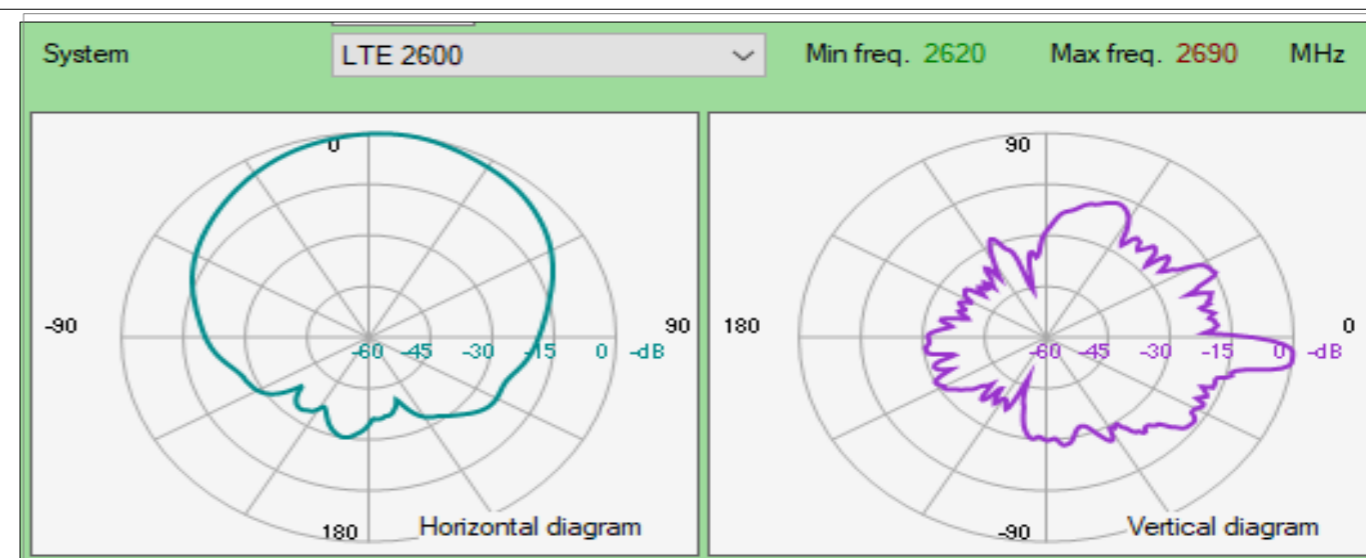 System LTE 2600 Min freq. 2620 Max freq. 2690 MHz
0 90
-90 90 180 0
-60 -45 -30 -15 0 -dB -60 -45 -30 -15 0 -dB
180 Horizontal diagram -90 Vertical diagram